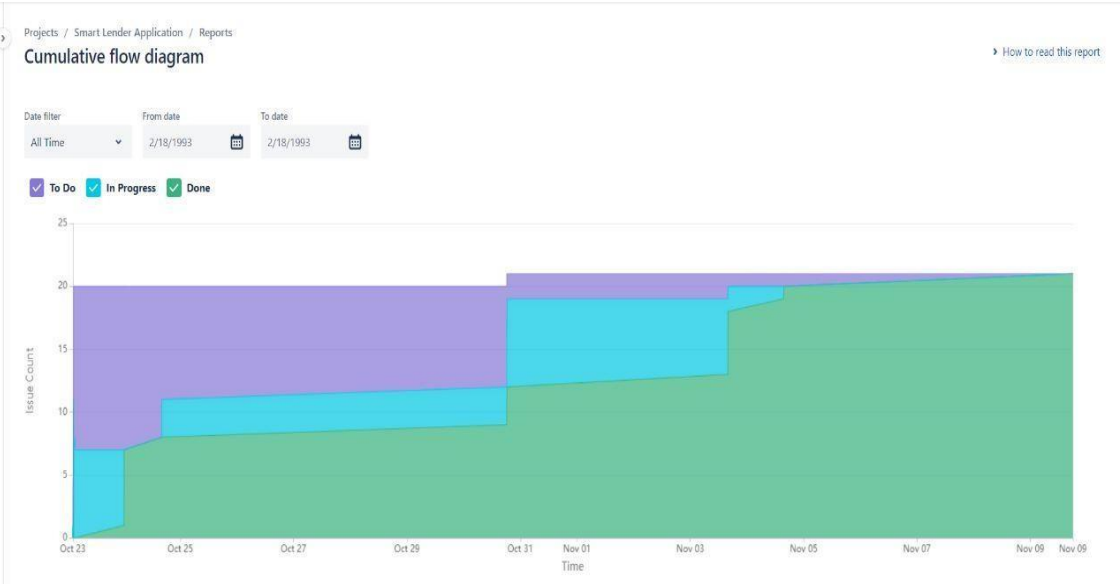 Projects / Smart Lender Application / Reports
Cumulative flow diagram
How to read this report
Date filter From date To date
All Time 2/18/1993 2/18/1993
To Do In Progress Done
25
20
15
10
5
0
Issue Count
Oct 23 Oct 25 Oct 27 Oct 29 Oct 31 Nov 01 Nov 03 Nov 05 Nov 07 Nov 09 Nov 09
Time